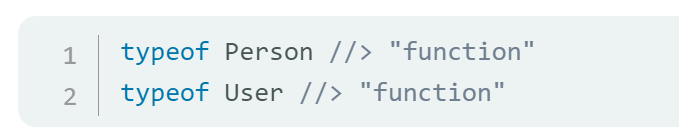 1 typeof Person //> "function"
2 typeof User //> "function"